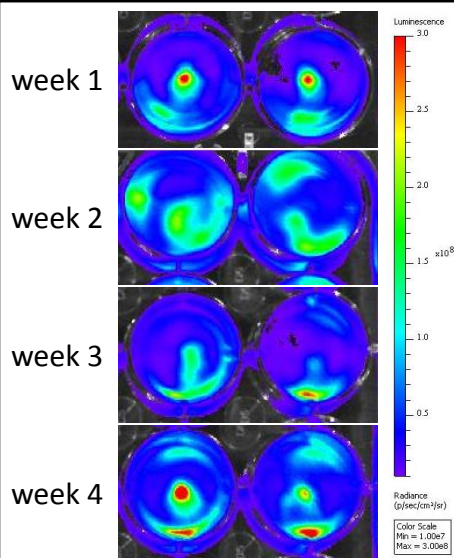 week 1
week 2
week 3
week 4
Luminescence
3.0
2.5
2.0
x10⁸
1.5
1.0
0.5
Radiance
(p/sec/cm²/sr)
Color Scale
Min = 1.00e7
Max = 3.00e8